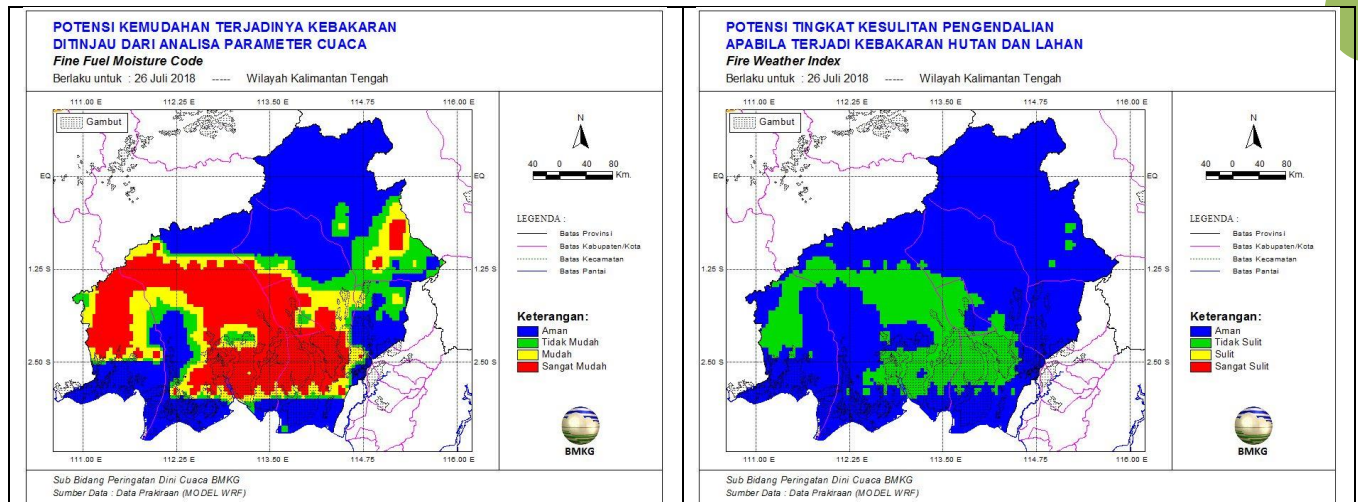 POTENSI KEMUDAHAN TERJADINYA KEBAKARAN
DITINJAU DARI ANALISA PARAMETER CUACA
Fine Fuel Moisture Code
Berlaku untuk : 26 Juli 2018 ----- Wilayah Kalimantan Tengah
111.00 E 112.25 E 113.50 E 114.75 116.00 E
Gambut
EQ EQ
1.25 S 1.25 S
2.50 S 2.50 S
111.00 E 112.25 E 113.50 E 114.75 116.00 E
N
40 0 40 80
Km.
LEGENDA :
Batas Provinsi
Batas Kabupaten/Kota
Batas Kecamatan
Batas Pantai
Keterangan:
Aman
Tidak Mudah
Mudah
Sangat Mudah
BMKG
Sub Bidang Peringatan Dini Cuaca BMKG
Sumber Data : Data Prakiraan (MODEL WRF)
POTENSI TINGKAT KESULITAN PENGENDALIAN
APABILA TERJADI KEBAKARAN HUTAN DAN LAHAN
Fire Weather Index
Berlaku untuk : 26 Juli 2018 ----- Wilayah Kalimantan Tengah
111.00 E 112.25 E 113.50 E 114.75 116.00 E
Gambut
EQ EQ
1.25 S 1.25 S
2.50 S 2.50 S
111.00 E 112.25 E 113.50 E 114.75 116.00 E
N
40 0 40 80
Km.
LEGENDA :
Batas Provinsi
Batas Kabupaten/Kota
Batas Kecamatan
Batas Pantai
Keterangan:
Aman
Tidak Sulit
Sulit
Sangat Sulit
BMKG
Sub Bidang Peringatan Dini Cuaca BMKG
Sumber Data : Data Prakiraan (MODEL WRF)